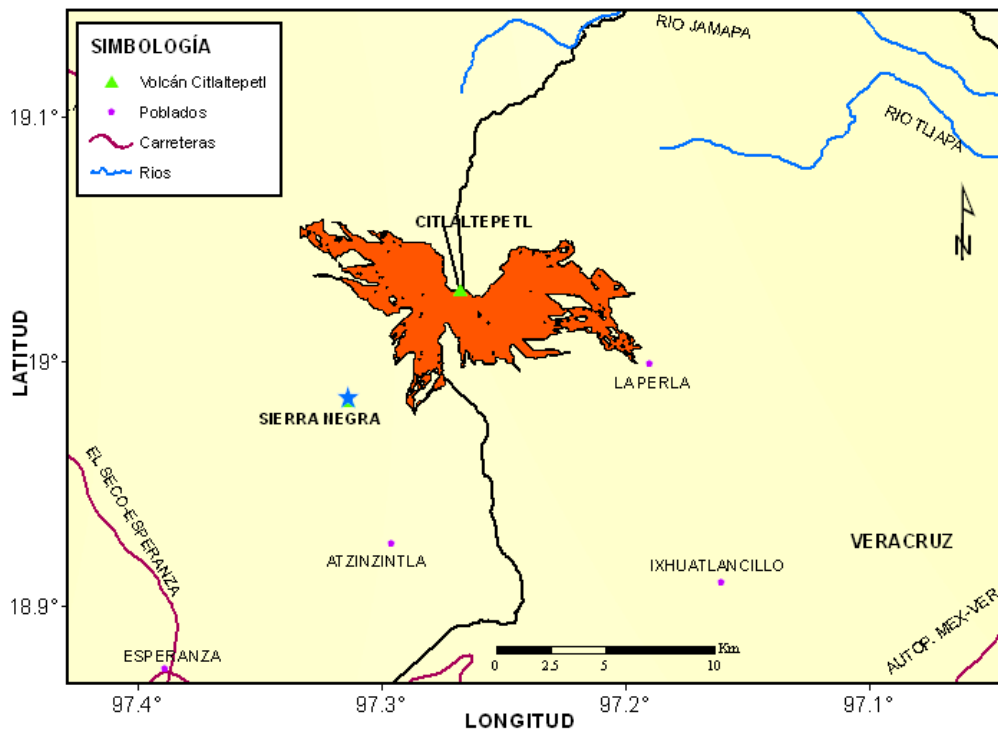 SIMBOLOGÍA
Volcán Citlaltepetl
Poblados
Carreteras
Rios
RIO JAMAPA
RIO TLIAPA
CITLALTEPETL
N
LA PERLA
SIERRA NEGRA
EL SECO-ESPERANZA
ATZINZINTLA
IXHUATLANCILLO
VERACRUZ
AUTOP. MEX-VER
ESPERANZA
Km
0 2.5 5 10
19.1°
19°
18.9°
LATITUD
97.4° 97.3° 97.2° 97.1°
LONGITUD